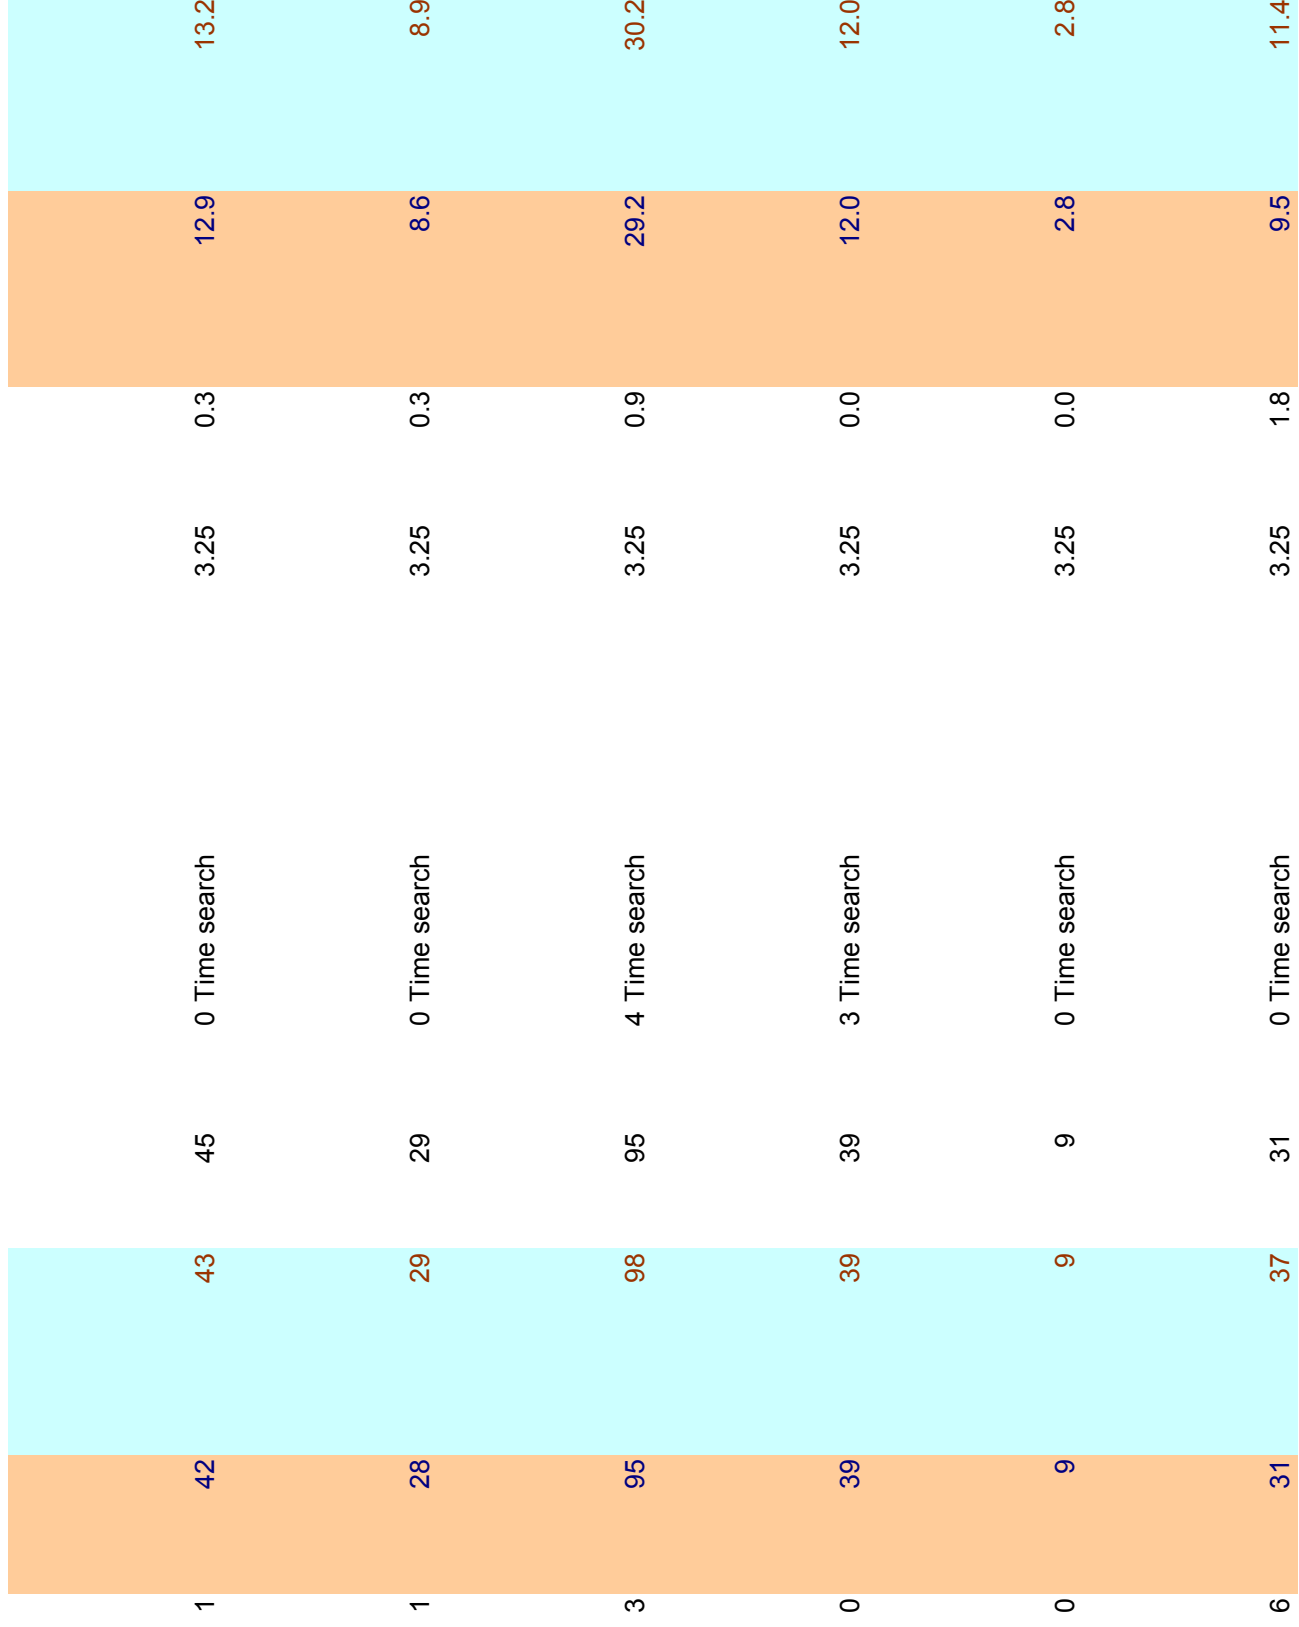 1 42 43 45 0 Time search 3.25 0.3 12.9 13.2
1 28 29 29 0 Time search 3.25 0.3 8.6 8.9
3 95 98 95 4 Time search 3.25 0.9 29.2 30.2
0 39 39 39 3 Time search 3.25 0.0 12.0 12.0
0 9 9 9 0 Time search 3.25 0.0 2.8 2.8
6 31 37 31 0 Time search 3.25 1.8 9.5 11.4